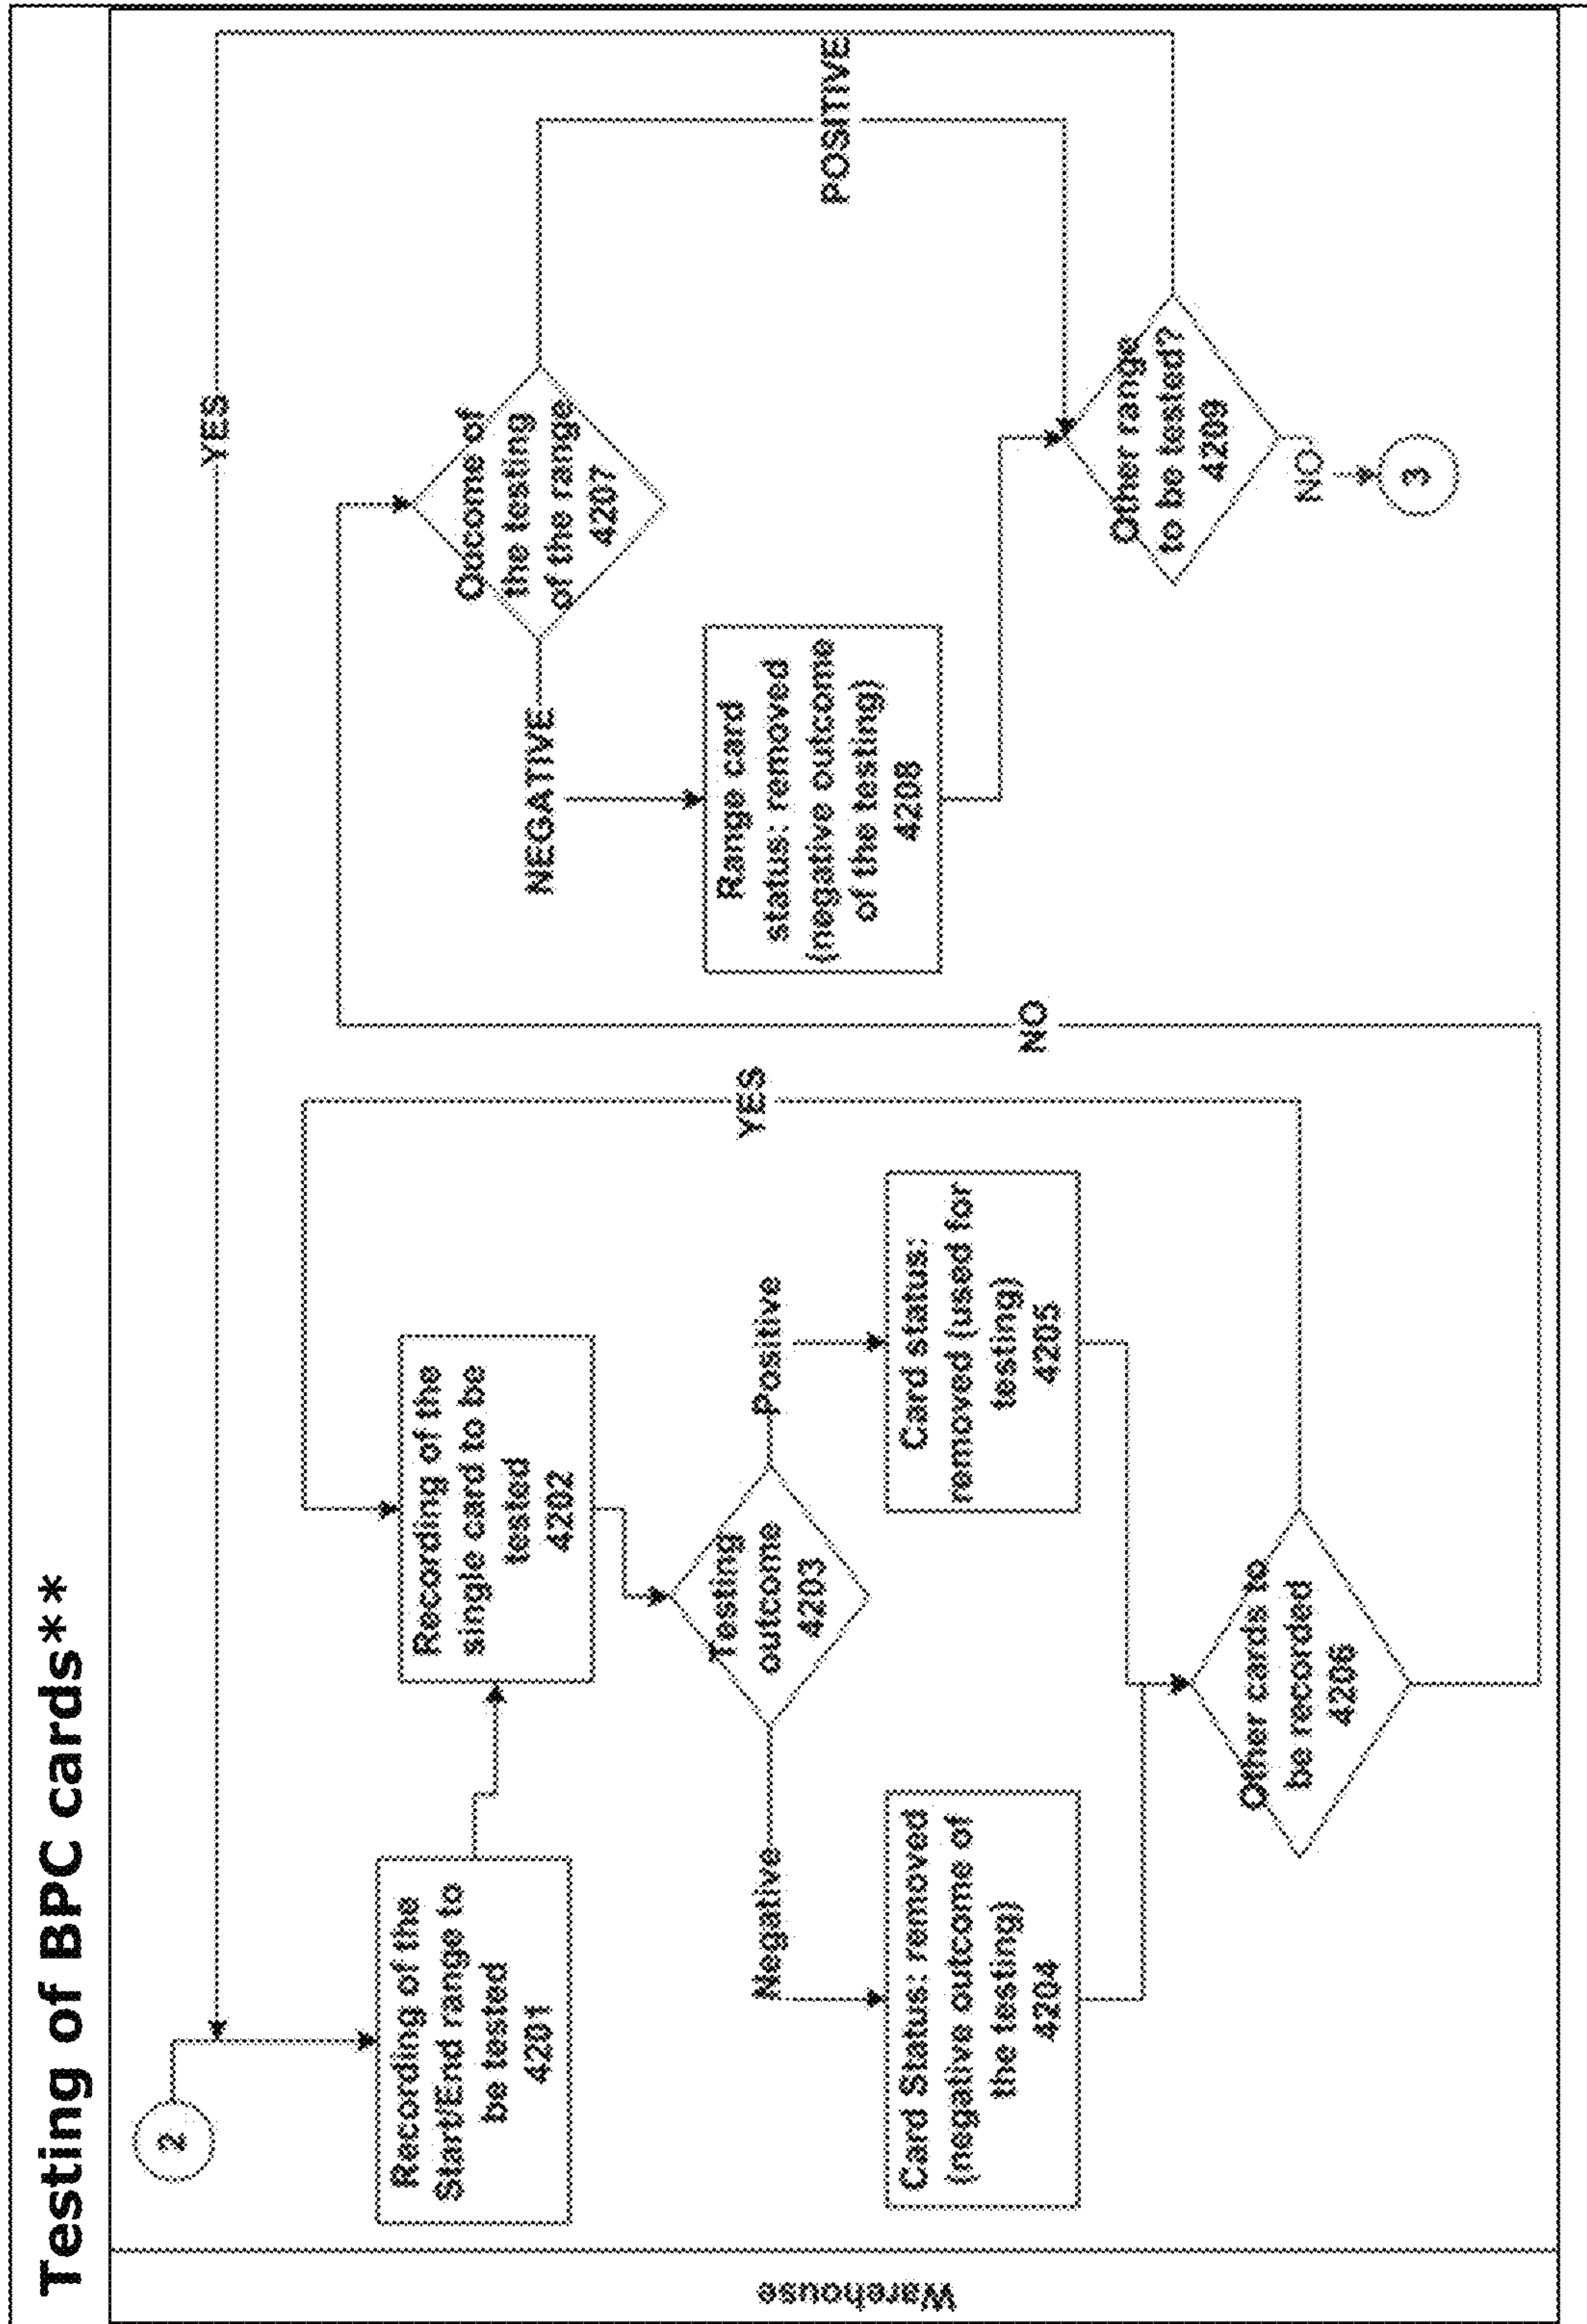 Testing of BPC cards**
Warehouse
2
YES
Recording of the
Start/End range to
be tested
4201
Recording of the
single card to be
tested
4202
Testing
outcome
4203
Negative
Positive
Card Status: removed
(negative outcome of
the testing)
4204
Card status:
removed (used for
testing)
4205
Other cards to
be recorded
4206
YES
NO
Outcome of
the testing
of the range
4207
NEGATIVE
POSITIVE
Range card
status: removed
(negative outcome
of the testing)
4208
Other range
to be tested?
4209
NO
3